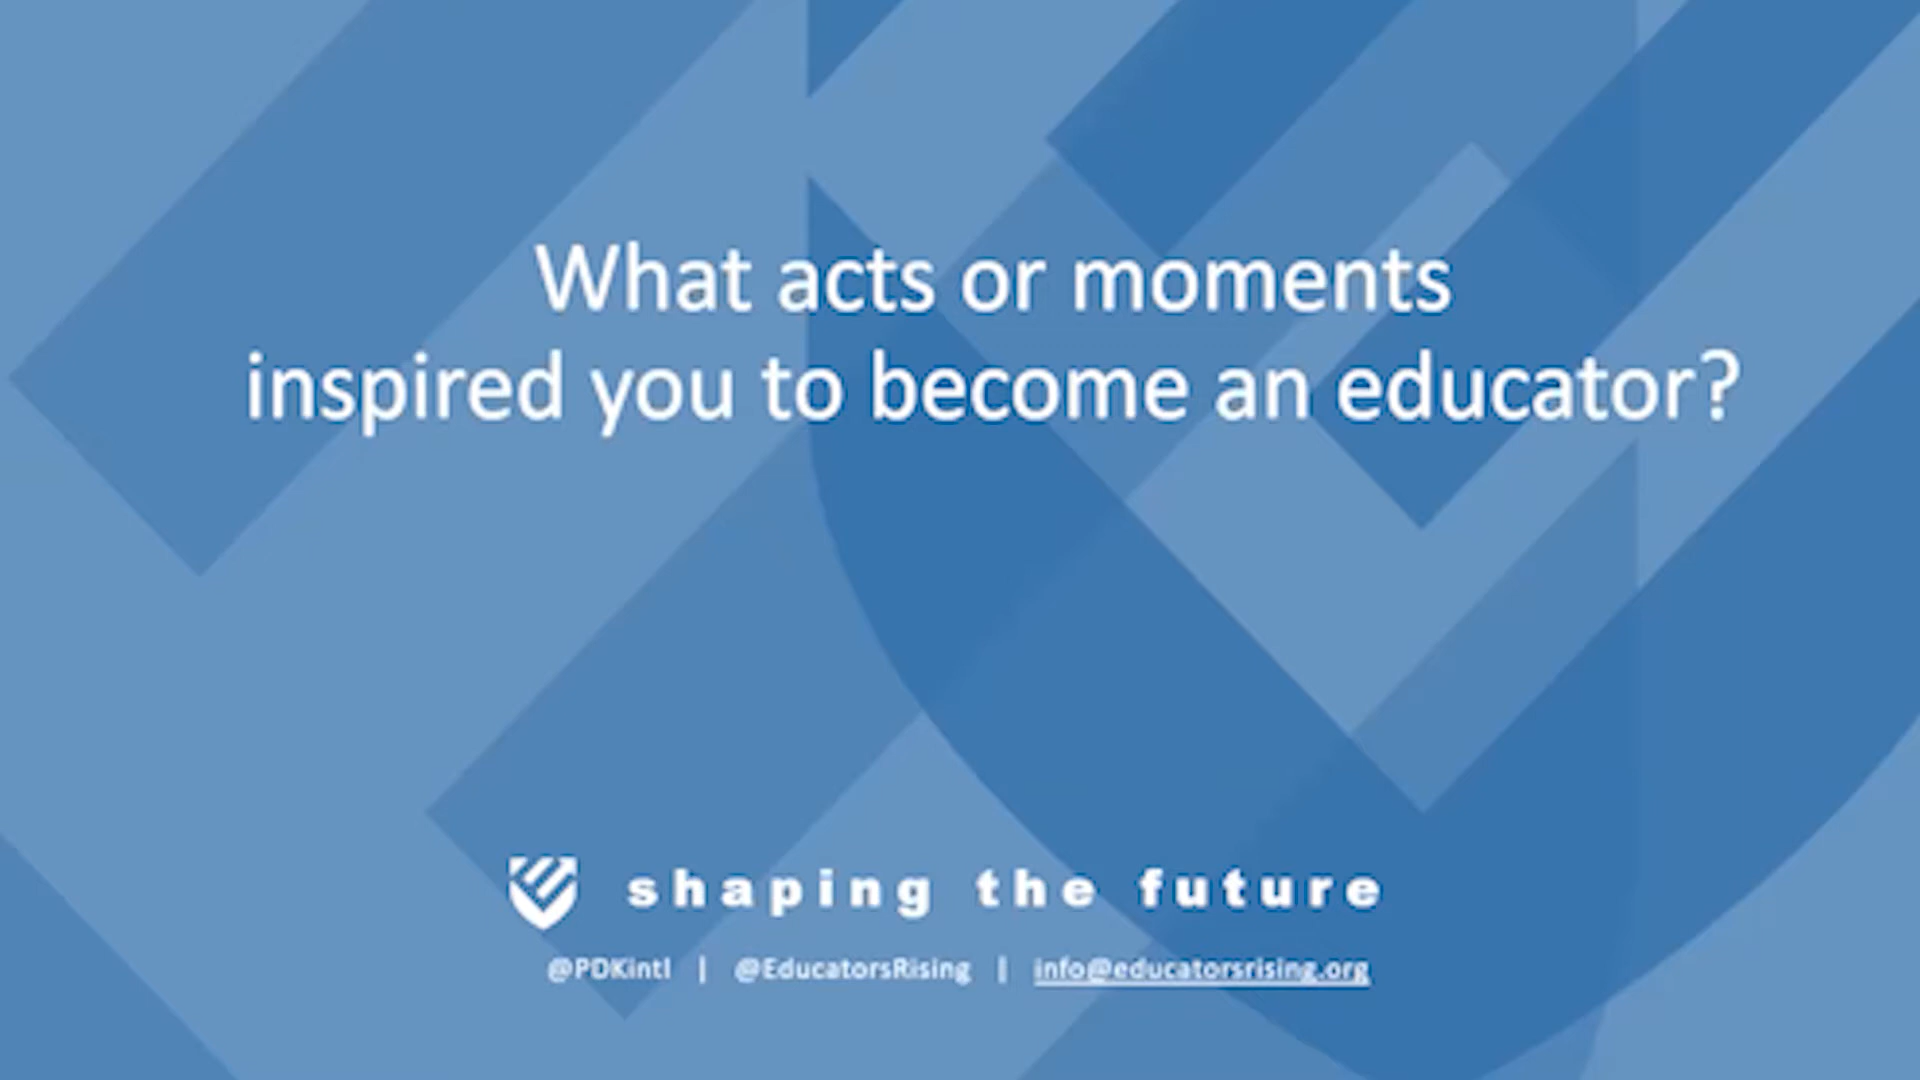 What acts or moments
inspired you to become an educator?
shaping the future
@PDKintl | @EducatorsRising | info@educatorsrising.org